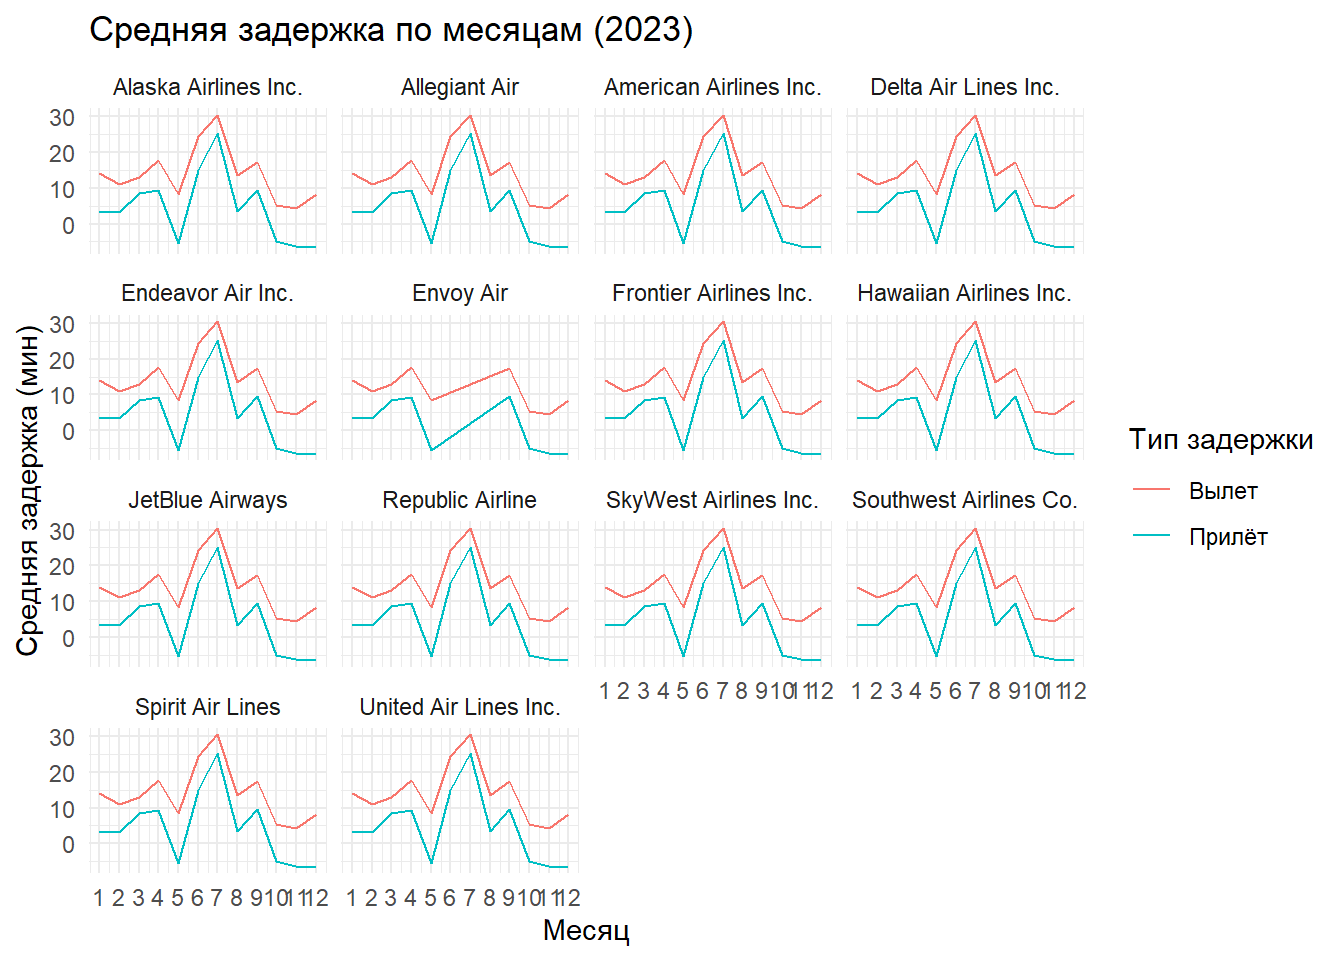 Средняя задержка по месяцам (2023)
Alaska Airlines Inc. Allegiant Air American Airlines Inc. Delta Air Lines Inc.
30
20
10
0
Endeavor Air Inc. Envoy Air Frontier Airlines Inc. Hawaiian Airlines Inc.
30
20
10
0
JetBlue Airways Republic Airline SkyWest Airlines Inc. Southwest Airlines Co.
30
20
10
0
1 2 3 4 5 6 7 8 9 10 11 12 1 2 3 4 5 6 7 8 9 10 11 12
Spirit Air Lines United Air Lines Inc.
30
20
10
0
1 2 3 4 5 6 7 8 9 10 11 12 1 2 3 4 5 6 7 8 9 10 11 12
Месяц
Средняя задержка (мин)
Тип задержки
Вылет
Прилёт